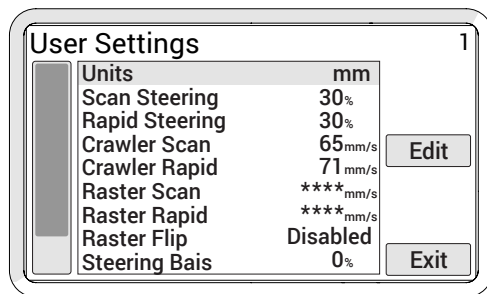 User Settings 1
Units mm
Scan Steering 30%
Rapid Steering 30%
Crawler Scan 65mm/s
Edit
Crawler Rapid 71mm/s
Raster Scan ****mm/s
Raster Rapid ****mm/s
Raster Flip Disabled
Steering Bais 0%
Exit